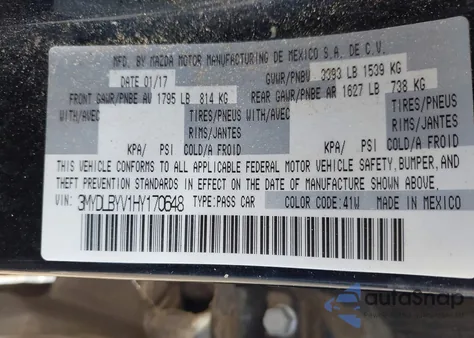 MFD. BY MAZDA MOTOR MANUFACTURING DE MEXICO S.A. DE C.V.
DATE 01/17 GVWR/PNBV 3393 LB 1539 KG
FRONT GAWR/PNBE AV 1795 LB 814 KG REAR GAWR/PNBE AR 1627 LB 738 KG
WITH/AVEC TIRES/PNEUS WITH/AVEC TIRES/PNEUS
RIMS/JANTES RIMS/JANTES
KPA/ PSI COLD/A FROID KPA/ PSI COLD/A FROID
THIS VEHICLE CONFORMS TO ALL APPLICABLE FEDERAL MOTOR VEHICLE SAFETY, BUMPER, AND
THEFT PREVENTION STANDARDS IN EFFECT ON THE DATE OF MANUFACTURE SHOWN ABOVE.
VIN: 3MYDLBYV1HY170648 TYPE: PASS CAR COLOR CODE: 41W MADE IN MEXICO
autoSnap